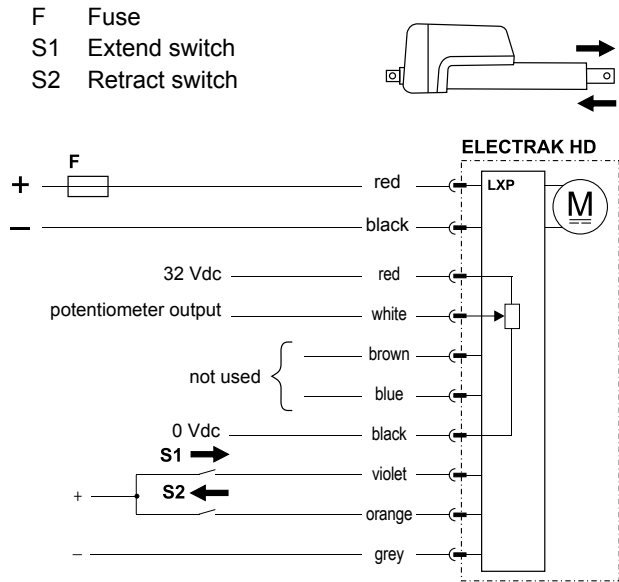 F Fuse
S1 Extend switch
S2 Retract switch
ELECTRAK HD
F
+ red LXP
M
– black
32 Vdc red
potentiometer output white
brown
not used
blue
0 Vdc black
S1 violet
+ S2
orange
– grey